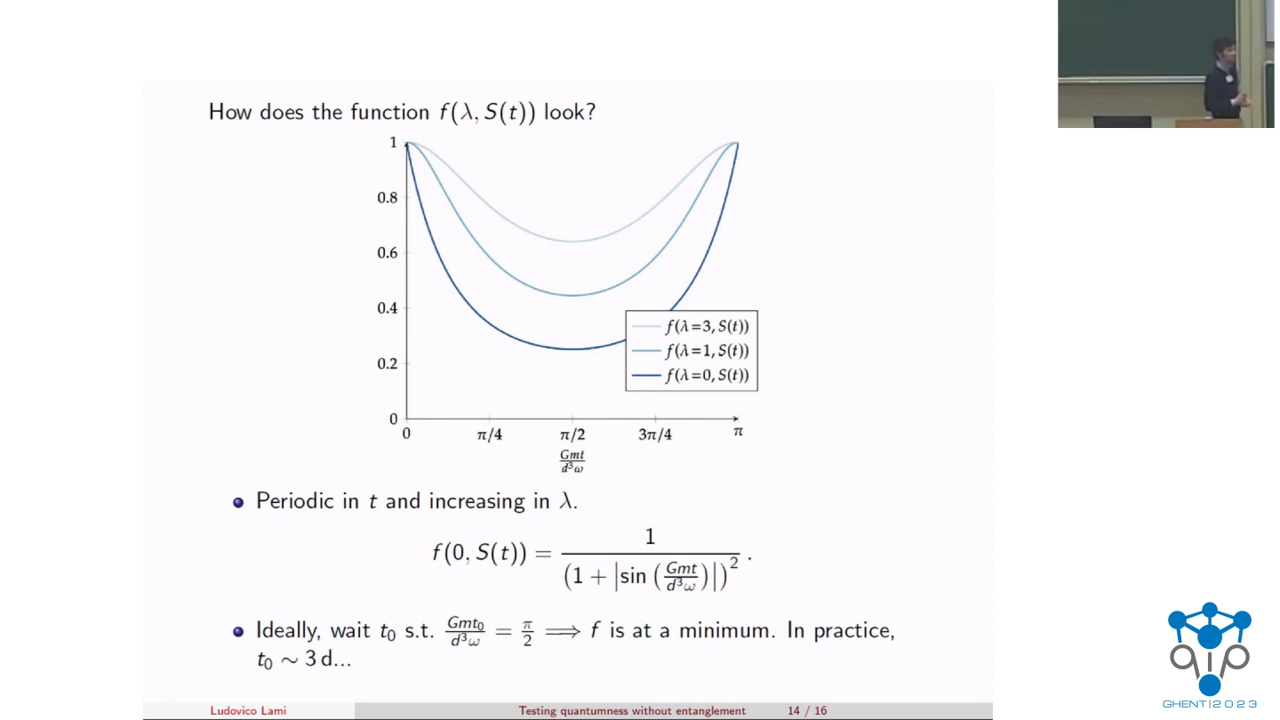 How does the function f(λ, S(t)) look?
1
0.8
0.6
0.4
0.2
0
0 π/4 π/2 3π/4 π
Gmt/d³ω
f(λ=3, S(t))
f(λ=1, S(t))
f(λ=0, S(t))
Periodic in t and increasing in λ.
f(0, S(t)) = 1/(1 + |sin (Gmt/d³ω)|)² .
Ideally, wait t₀ s.t. Gmt₀/d³ω = π/2 ⟹ f is at a minimum. In practice,
t₀ ∼ 3 d...
Ludovico Lami Testing quantumness without entanglement 14 / 16
qip
GHENT|2023